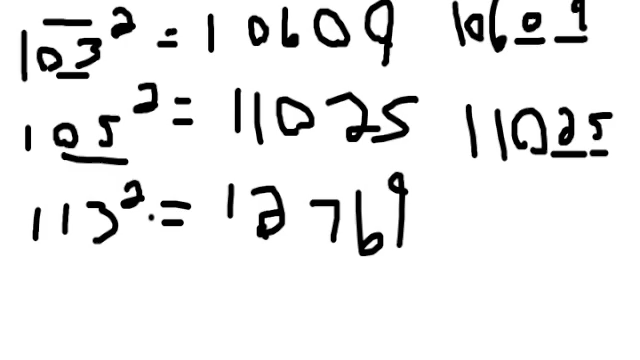 103² = 10609 10609
105² = 11025 11025
113² . = 12769